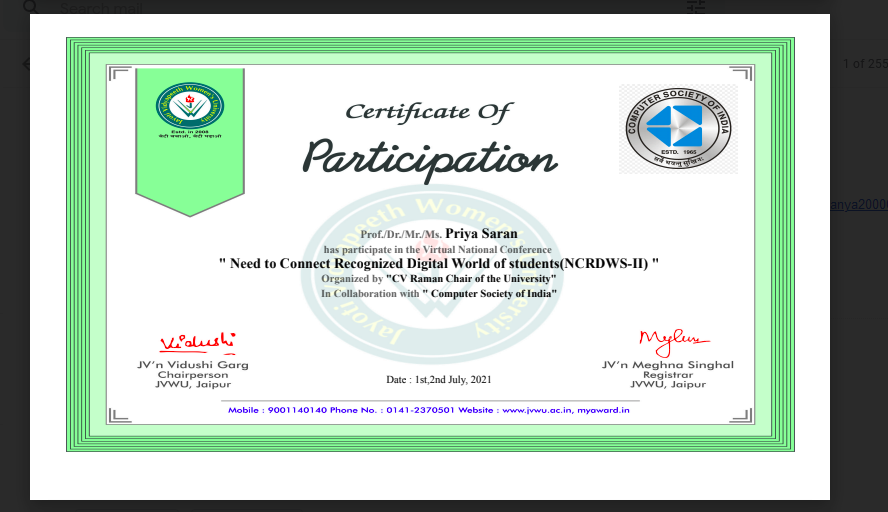 Search mail
1 of 255
Jayoti Vidyapeeth Women's University
Estd. in 2008
बेटी बचाओ, बेटी पढ़ाओ
COMPUTER SOCIETY OF INDIA
ESTD. 1965
Certificate Of
Participation
Prof./Dr./Mr./Ms. Priya Saran
has participate in the Virtual National Conference
" Need to Connect Recognized Digital World of students(NCRDWS-II) "
Organized by "CV Raman Chair of the University"
In Collaboration with " Computer Society of India"
Vidushi
JV'n Vidushi Garg
Chairperson
JVWU, Jaipur
Date : 1st,2nd July, 2021
JV'n Meghna Singhal
Registrar
JVWU, Jaipur
Mobile : 9001140140 Phone No. : 0141-2370501 Website : www.jvwu.ac.in, myaward.in